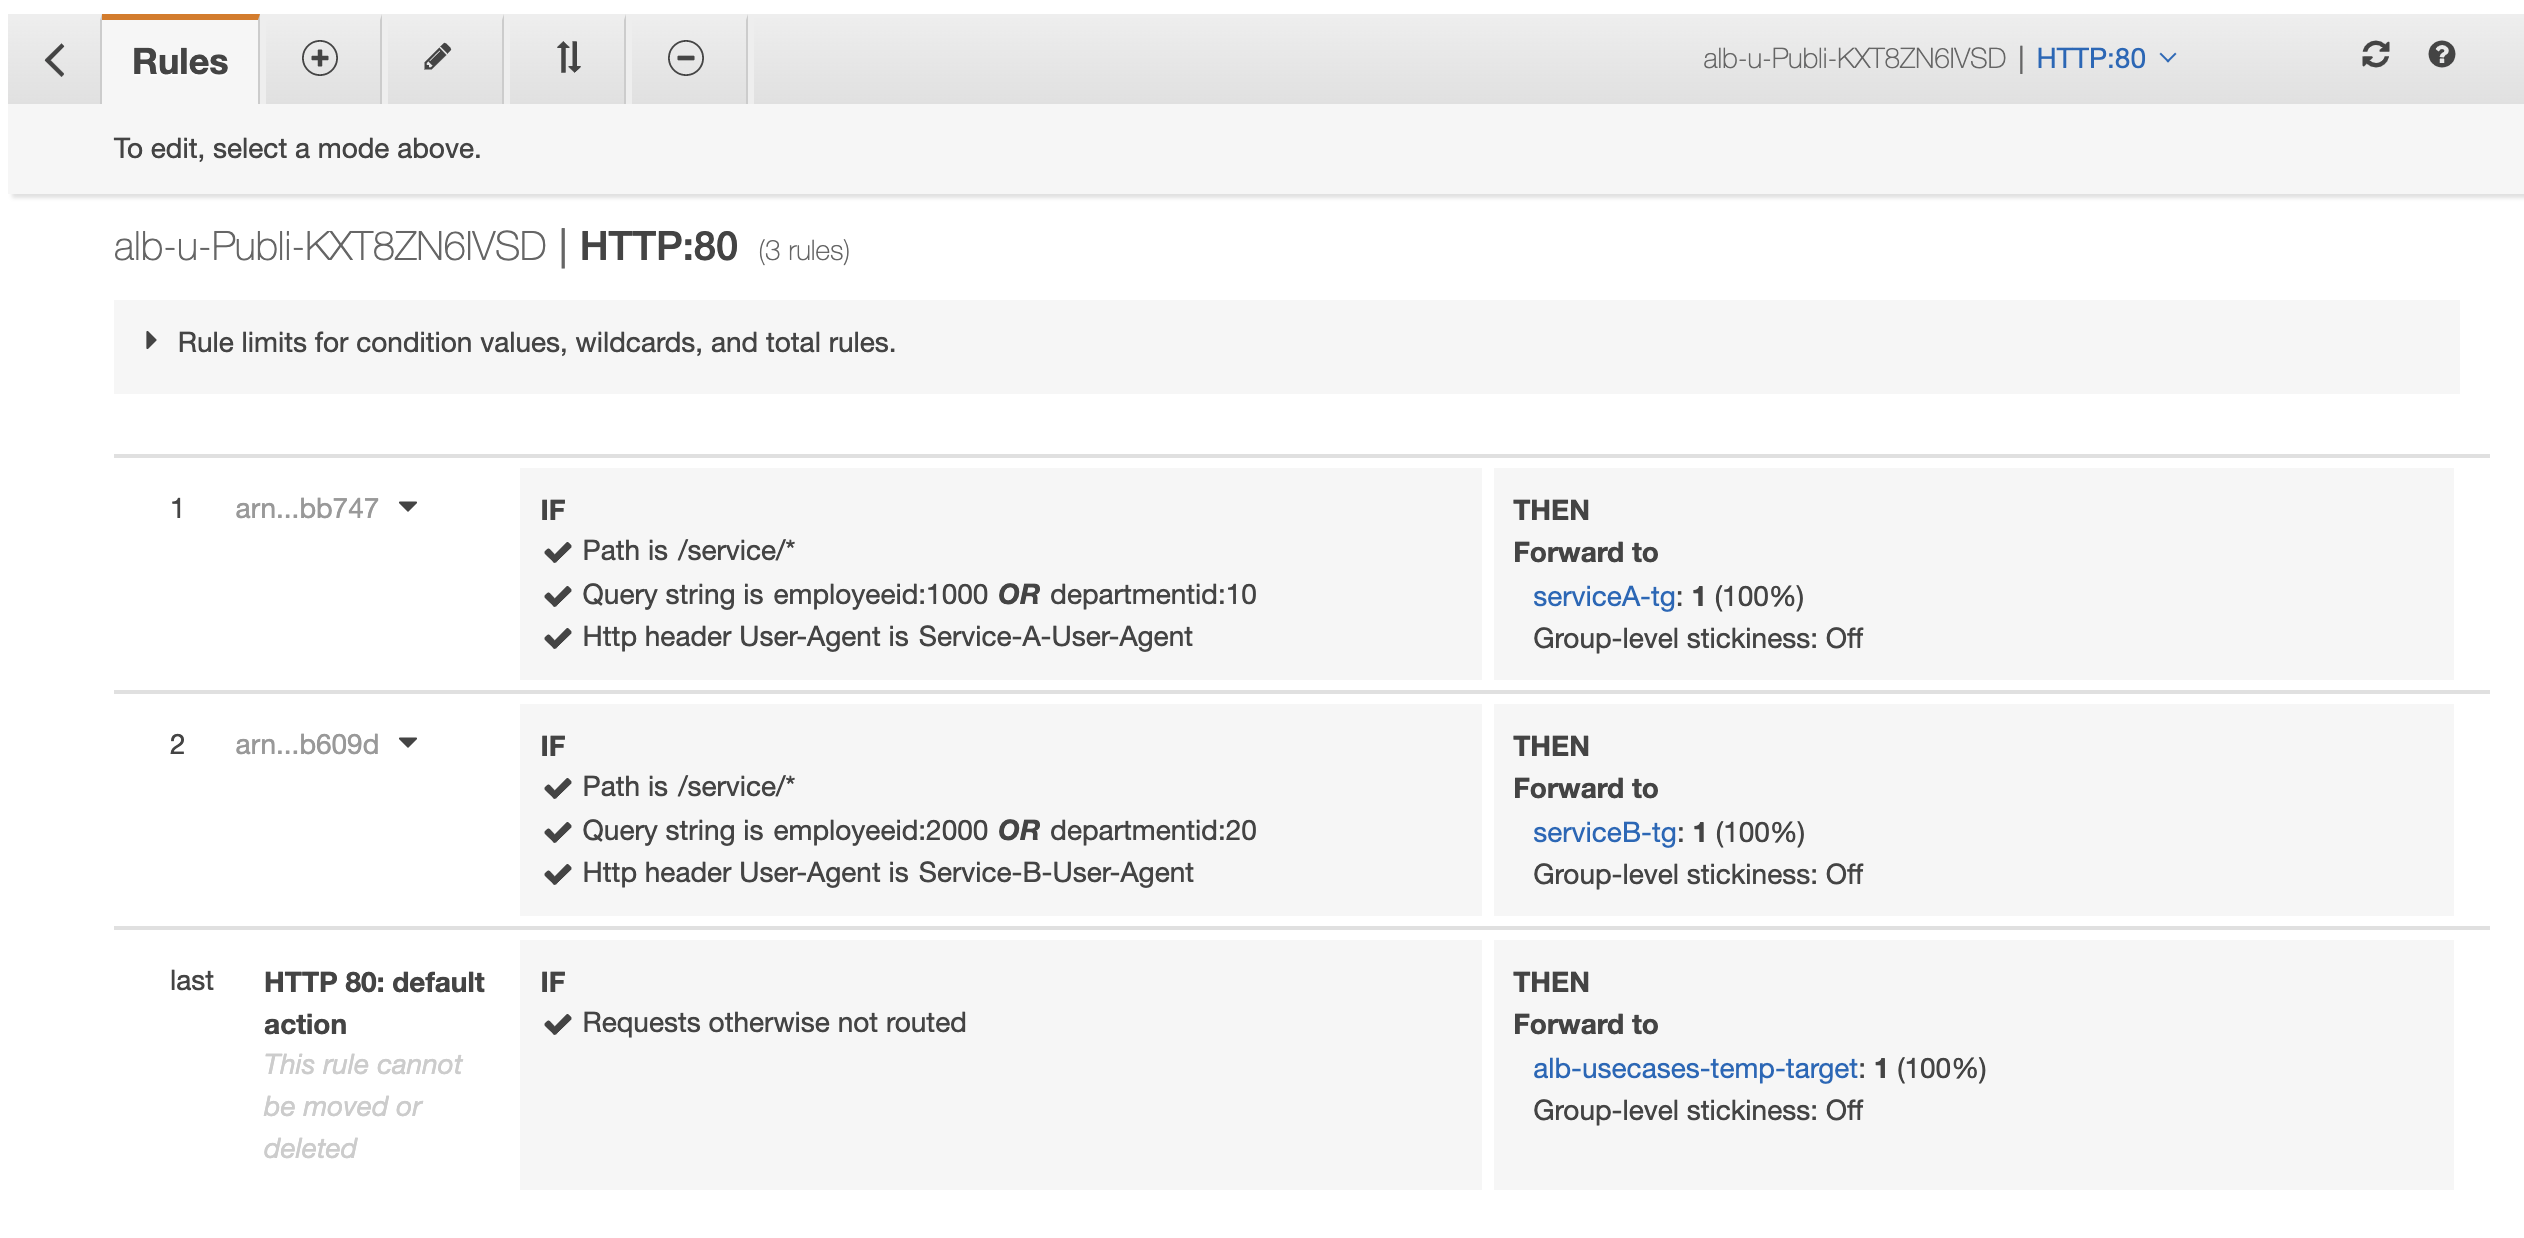 Rules
alb-u-Publi-KXT8ZN6IVSD | HTTP:80
To edit, select a mode above.
alb-u-Publi-KXT8ZN6IVSD | HTTP:80 (3 rules)
Rule limits for condition values, wildcards, and total rules.
1 arn...bb747
IF
Path is /service/*
Query string is employeeid:1000 OR departmentid:10
Http header User-Agent is Service-A-User-Agent
THEN
Forward to
serviceA-tg: 1 (100%)
Group-level stickiness: Off
2 arn...b609d
IF
Path is /service/*
Query string is employeeid:2000 OR departmentid:20
Http header User-Agent is Service-B-User-Agent
THEN
Forward to
serviceB-tg: 1 (100%)
Group-level stickiness: Off
last HTTP 80: default
action
This rule cannot
be moved or
deleted
IF
Requests otherwise not routed
THEN
Forward to
alb-usecases-temp-target: 1 (100%)
Group-level stickiness: Off